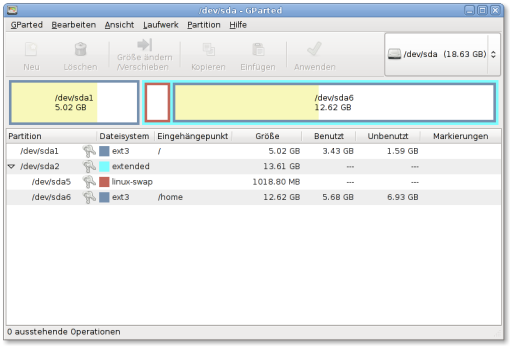 /dev/sda - GParted
GParted Bearbeiten Ansicht Laufwerk Partition Hilfe
Neu Löschen Größe ändern /Verschieben Kopieren Einfügen Anwenden /dev/sda (18.63 GB)
/dev/sda1
5.02 GB
/dev/sda6
12.62 GB
Partition Dateisystem Eingehängepunkt Größe Benutzt Unbenutzt Markierungen
/dev/sda1 ext3 / 5.02 GB 3.43 GB 1.59 GB
/dev/sda2 extended 13.61 GB --- ---
/dev/sda5 linux-swap 1018.80 MB --- ---
/dev/sda6 ext3 /home 12.62 GB 5.68 GB 6.93 GB
0 ausstehende Operationen